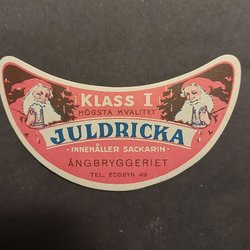 KLASS I
HÖGSTA KVALITET
JULDRICKA
INNEHÅLLER SACKARIN
ÅNGBRYGGERIET
TEL. EDSBYN 49